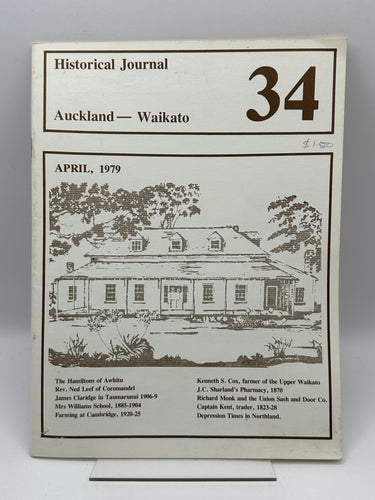 Historical Journal
34
Auckland — Waikato
$1.50
APRIL, 1979
The Hamiltons of Awhitu
Rev. Ned Leef of Coromandel
James Claridge in Taumarunui 1906-9
Mrs Williams School, 1885-1904
Farming at Cambridge, 1920-25
Kenneth S. Cox, farmer of the Upper Waikato
J.C. Sharland's Pharmacy, 1870
Richard Monk and the Union Sash and Door Co.
Captain Kent, trader, 1823-28
Depression Times in Northland.